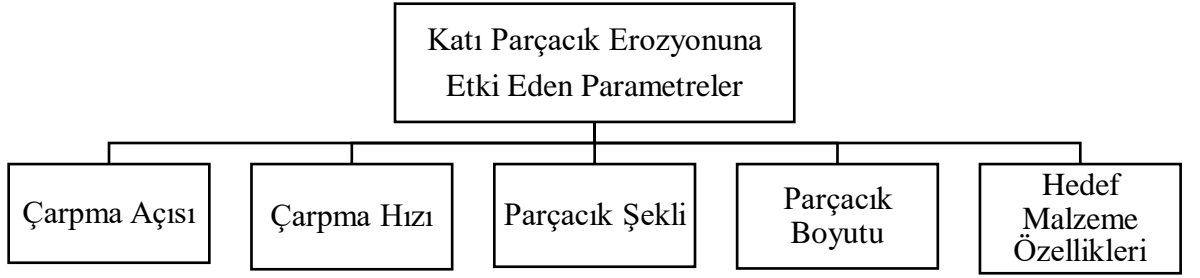 Katı Parçacık Erozyonuna
Etki Eden Parametreler
Çarpma Açısı
Çarpma Hızı
Parçacık Şekli
Parçacık
Boyutu
Hedef
Malzeme
Özellikleri